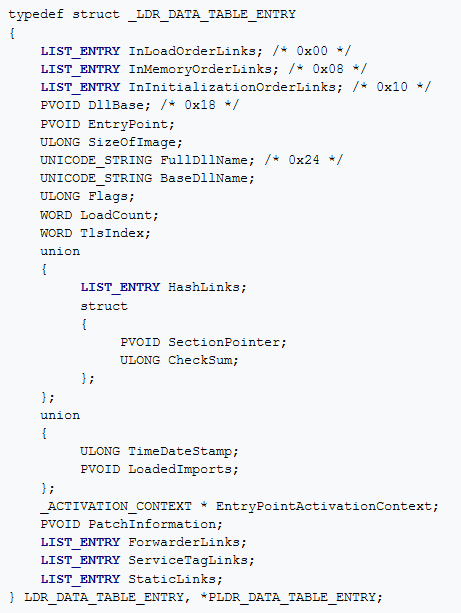 typedef struct _LDR_DATA_TABLE_ENTRY
{
LIST_ENTRY InLoadOrderLinks; /* 0x00 */
LIST_ENTRY InMemoryOrderLinks; /* 0x08 */
LIST_ENTRY InInitializationOrderLinks; /* 0x10 */
PVOID DllBase; /* 0x18 */
PVOID EntryPoint;
ULONG SizeOfImage;
UNICODE_STRING FullDllName; /* 0x24 */
UNICODE_STRING BaseDllName;
ULONG Flags;
WORD LoadCount;
WORD TlsIndex;
union
{
LIST_ENTRY HashLinks;
struct
{
PVOID SectionPointer;
ULONG CheckSum;
};
};
union
{
ULONG TimeDateStamp;
PVOID LoadedImports;
};
_ACTIVATION_CONTEXT * EntryPointActivationContext;
PVOID PatchInformation;
LIST_ENTRY ForwarderLinks;
LIST_ENTRY ServiceTagLinks;
LIST_ENTRY StaticLinks;
} LDR_DATA_TABLE_ENTRY, *PLDR_DATA_TABLE_ENTRY;